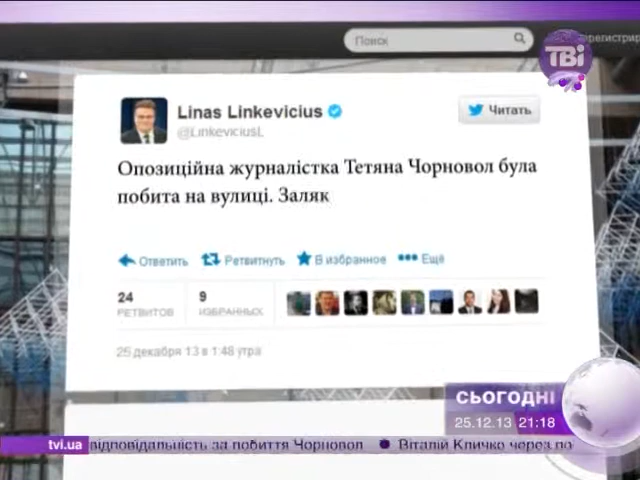 Поиск
ТВі
Linas Linkevicius
@LinkeviciusL
Читать
Опозиційна журналістка Тетяна Чорновол була
побита на вулиці. Заляк
Ответить Ретвитнуть В избранное Ещё
24 9
РЕТВИТОВ ИЗБРАННЫХ
25 декабря 13 в 1:48 утра
СЬОГОДНІ
25.12.13 21:18
tvi.ua відповідальність за побиття Чорновол Віталій Кличко через по